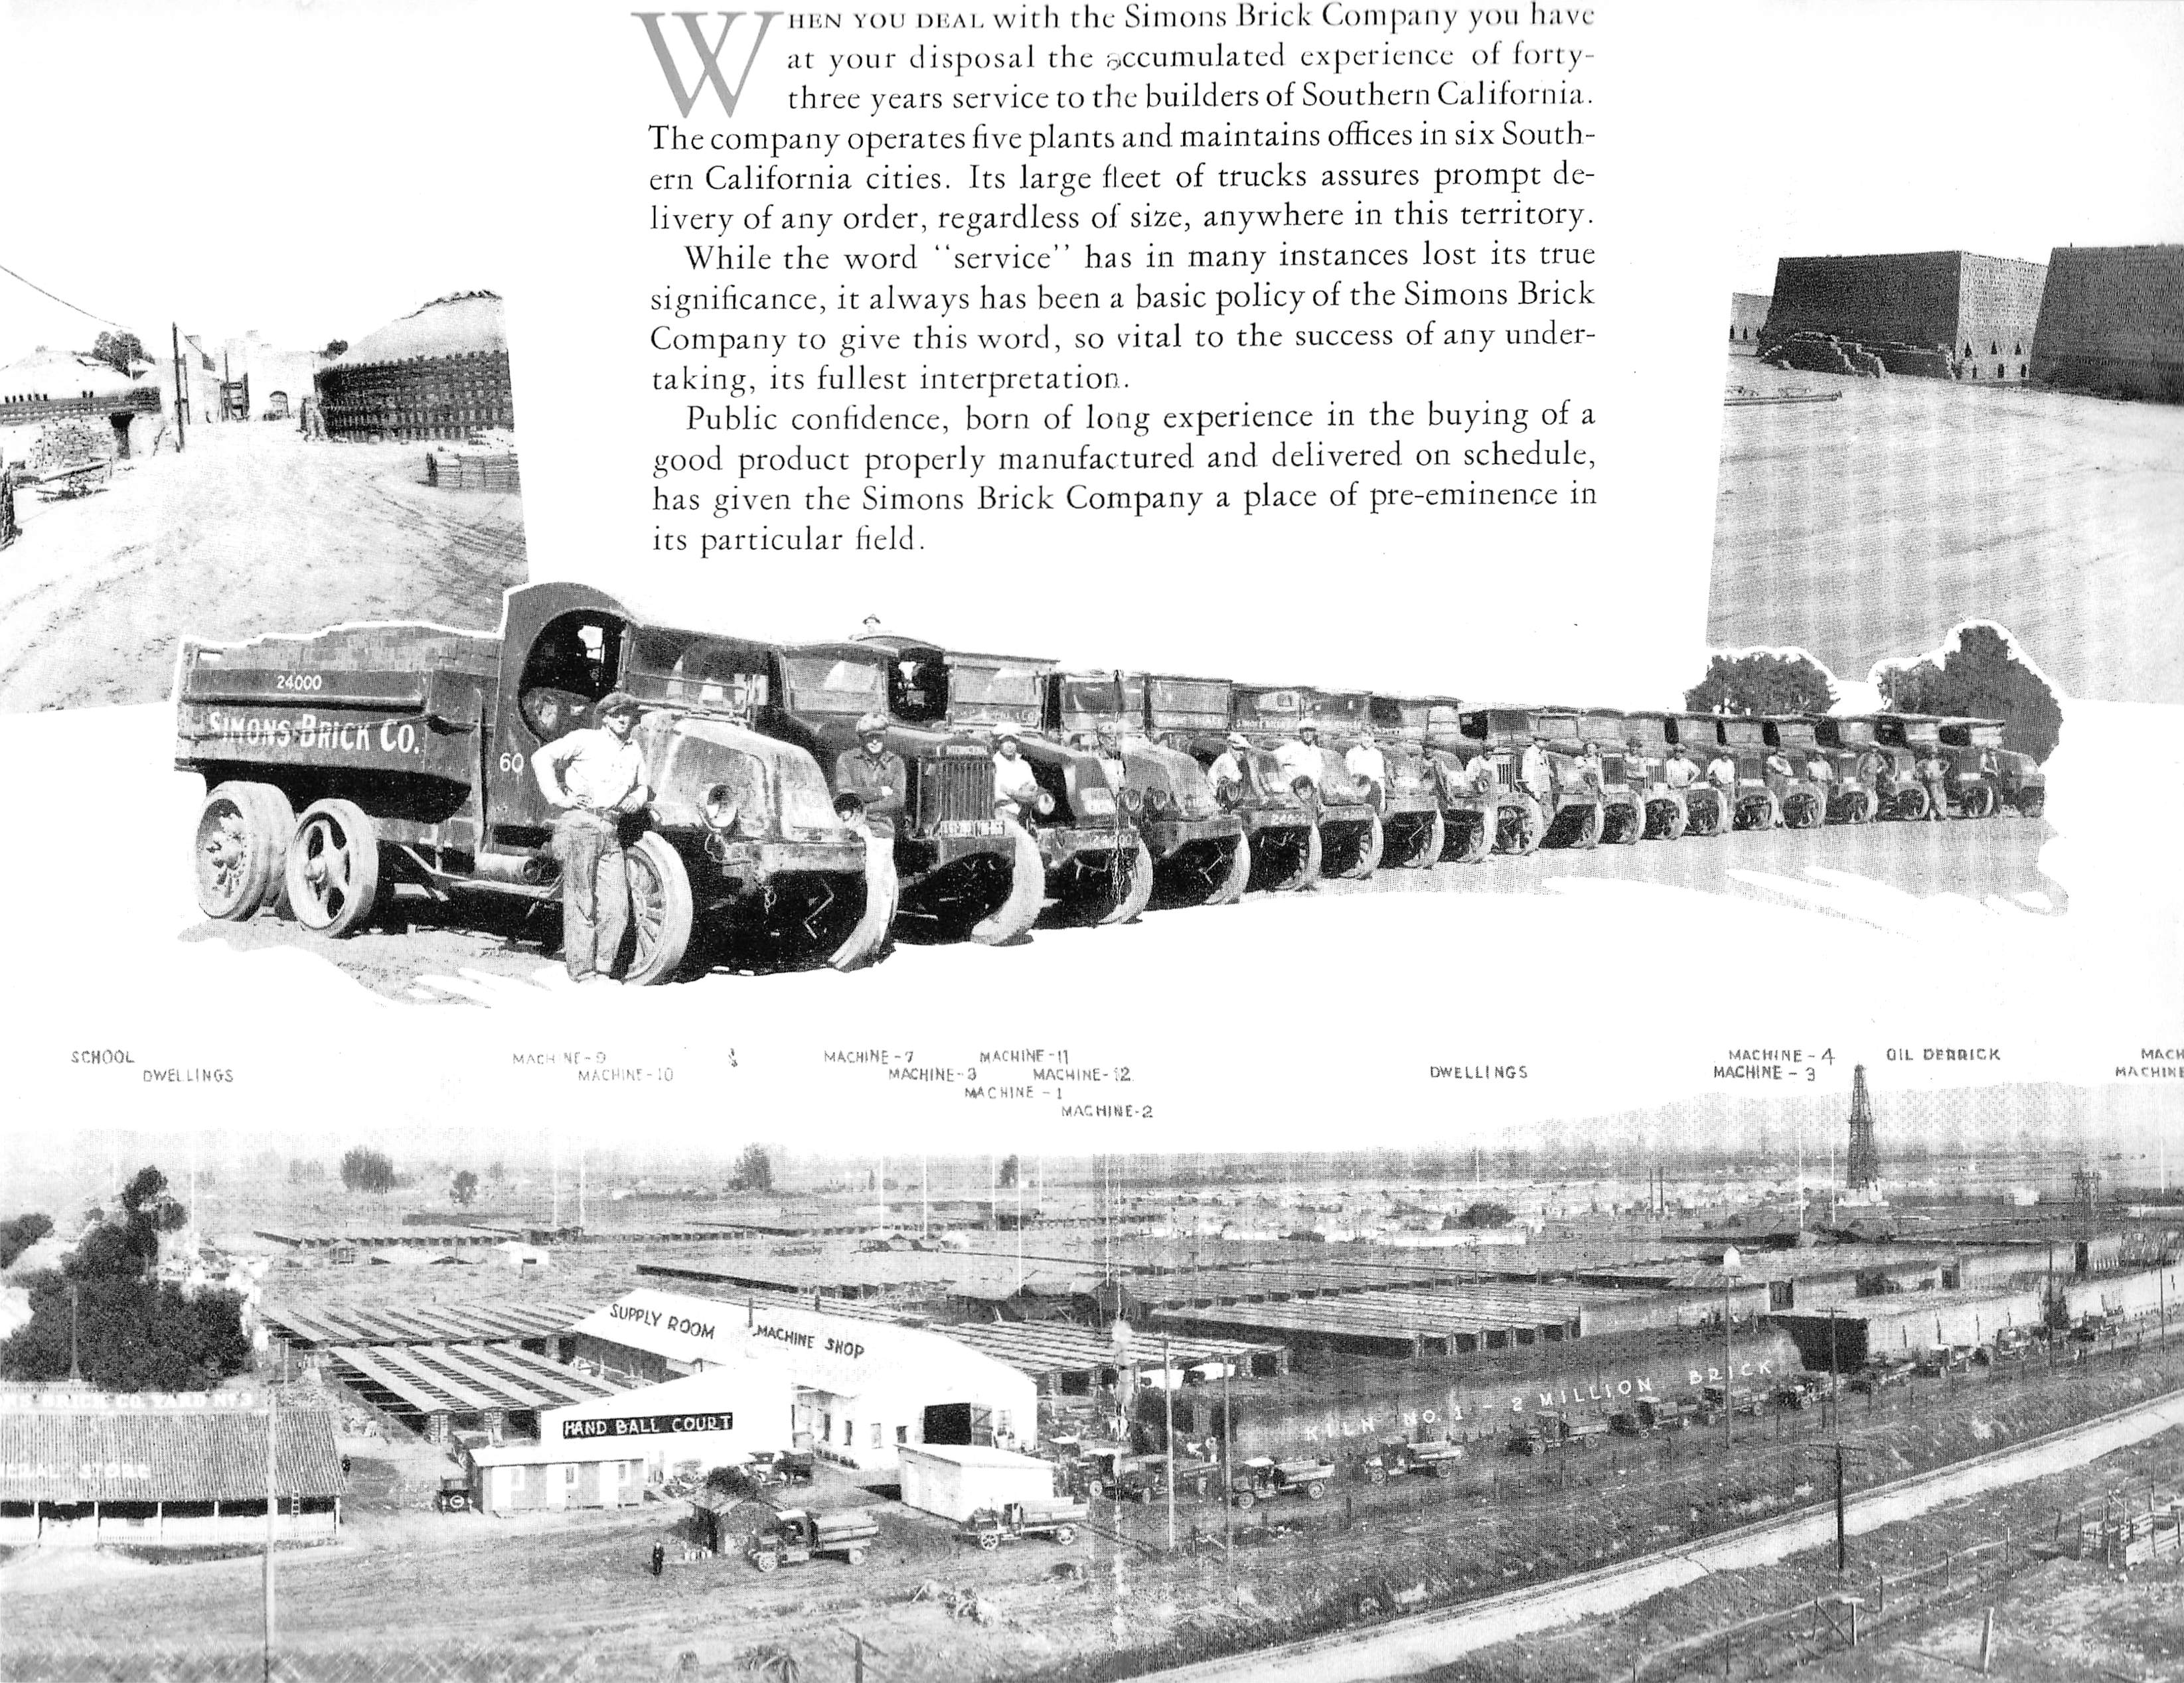 WHEN YOU DEAL with the Simons Brick Company you have
at your disposal the accumulated experience of forty-
three years service to the builders of Southern California.
The company operates five plants and maintains offices in six South-
ern California cities. Its large fleet of trucks assures prompt de-
livery of any order, regardless of size, anywhere in this territory.
While the word "service" has in many instances lost its true
significance, it always has been a basic policy of the Simons Brick
Company to give this word, so vital to the success of any under-
taking, its fullest interpretation.
Public confidence, born of long experience in the buying of a
good product properly manufactured and delivered on schedule,
has given the Simons Brick Company a place of pre-eminence in
its particular field.
24000
SIMONS BRICK CO.
60
SCHOOL
DWELLINGS
MACHINE-9
MACHINE-10
MACHINE-7
MACHINE-11
MACHINE-3
MACHINE-12
MACHINE-1
MACHINE-2
DWELLINGS
MACHINE-4
MACHINE-3
OIL DERRICK
MACH
MACHINE
SUPPLY ROOM
MACHINE SHOP
HAND BALL COURT
KILN NO. 1 - 2 MILLION BRICK
BRICK CO. YARD Nº 3
STORE